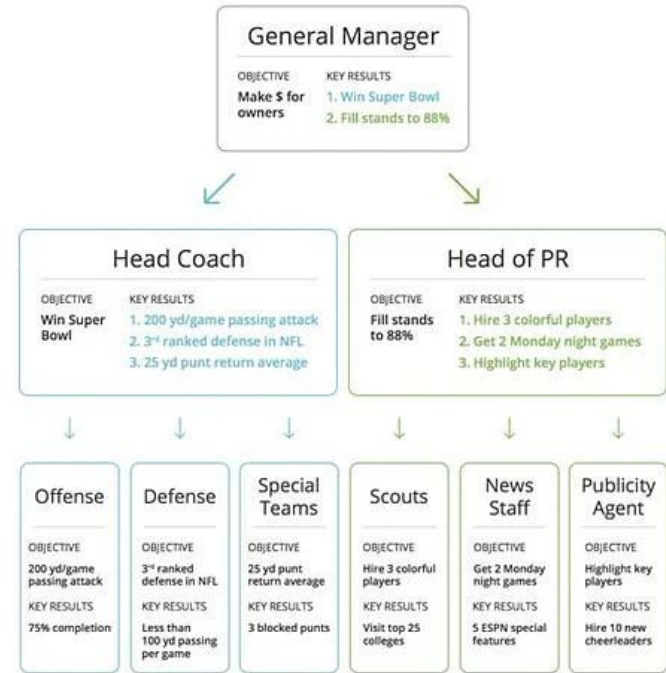 General Manager
OBJECTIVE
Make $ for
owners
KEY RESULTS
1. Win Super Bowl
2. Fill stands to 88%
Head Coach
OBJECTIVE
Win Super
Bowl
KEY RESULTS
1. 200 yd/game passing attack
2. 3rd ranked defense in NFL
3. 25 yd punt return average
Head of PR
OBJECTIVE
Fill stands
to 88%
KEY RESULTS
1. Hire 3 colorful players
2. Get 2 Monday night games
3. Highlight key players
Offense
OBJECTIVE
200 yd/game
passing attack
KEY RESULTS
75% completion
Defense
OBJECTIVE
3rd ranked
defense in NFL
KEY RESULTS
Less than
100 yd passing
per game
Special
Teams
OBJECTIVE
25 yd punt
return average
KEY RESULTS
3 blocked punts
Scouts
OBJECTIVE
Hire 3 colorful
players
KEY RESULTS
Visit top 25
colleges
News
Staff
OBJECTIVE
Get 2 Monday
night games
KEY RESULTS
5 ESPN special
features
Publicity
Agent
OBJECTIVE
Highlight key
players
KEY RESULTS
Hire 10 new
cheerleaders